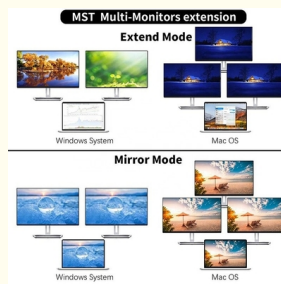 MST Multi-Monitors extension
Extend Mode
Windows System
Mac OS
Mirror Mode
Windows System
Mac OS